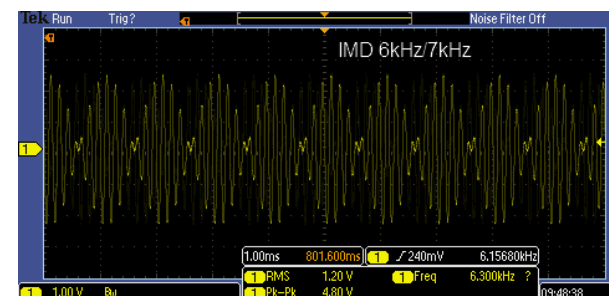 Tek Run Trig? Noise Filter Off
IMD 6kHz/7kHz
1
1.00ms 801.600ms 1 240mV 6.15680kHz
1 RMS 1.20 V 1 Freq 6.300kHz ?
1 1.00 V Bw 1 Pk-Pk 4.80 V 09:48:38